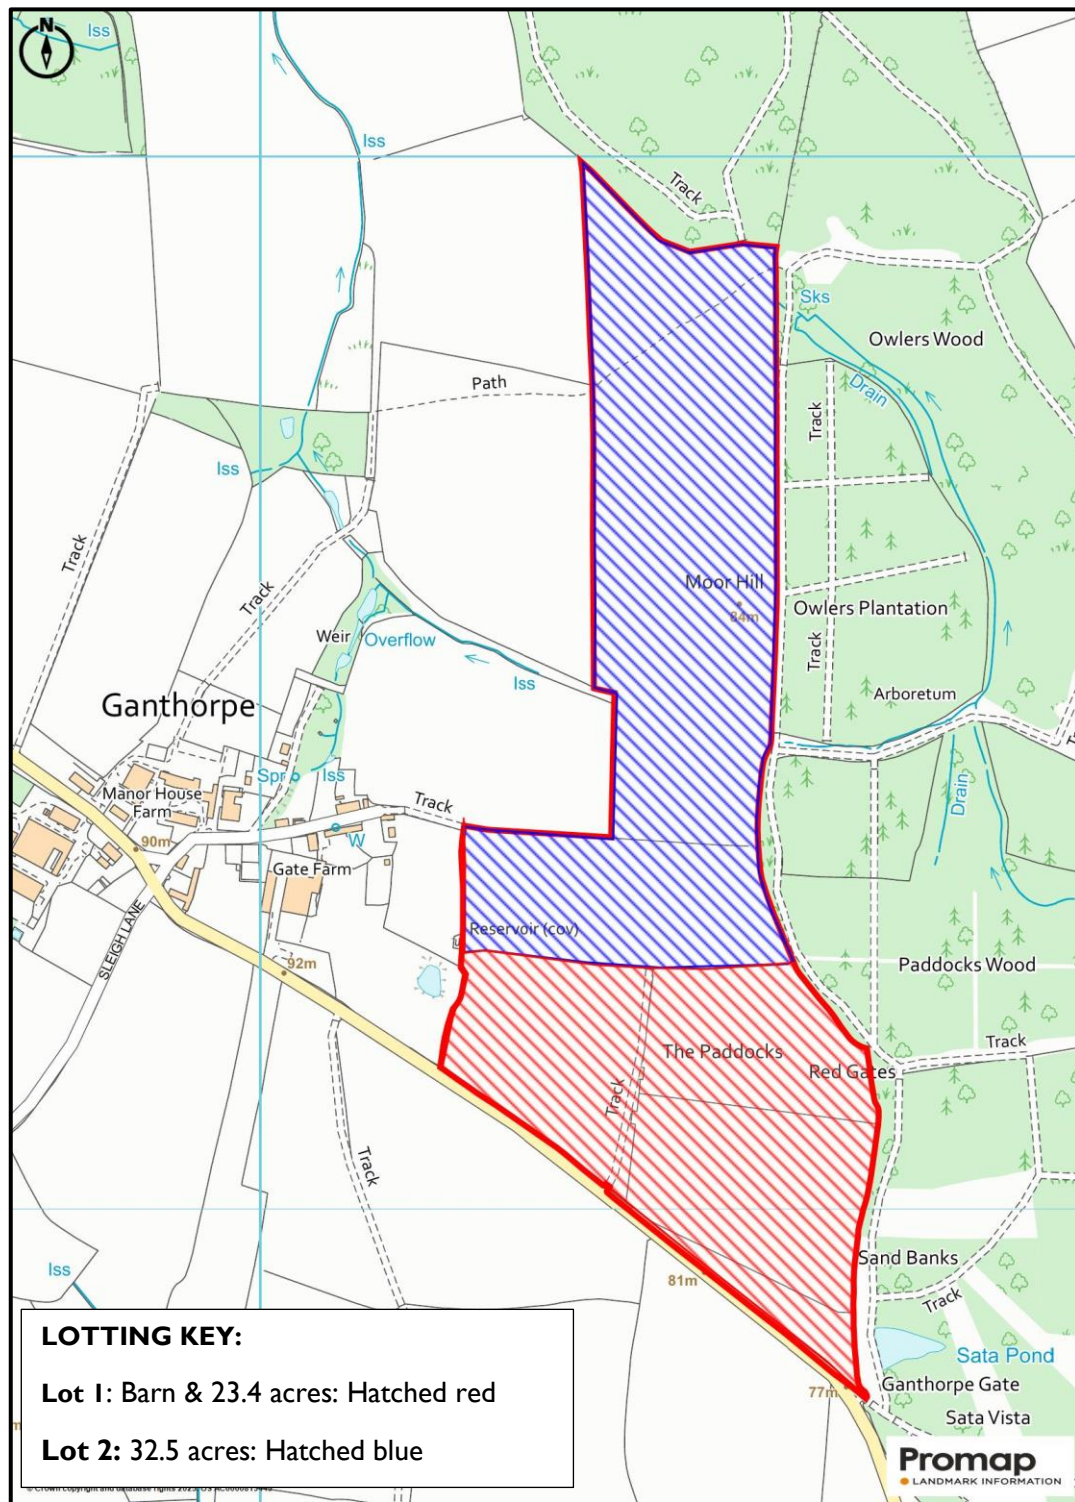 N
Iss
Iss
Track
Sks
Owlers Wood
Path
Drain
Track
Iss
Track
Track
Moor Hill
84m
Owlers Plantation
Weir
Overflow
Track
Iss
Arboretum
Ganthorpe
Spr
Iss
Manor House
Farm
Track
Drain
90m
W
Gate Farm
SLEIGH LANE
Reservoir (cov)
92m
Paddocks Wood
Track
The Paddocks
Red Gates
Track
Track
Sand Banks
Iss
81m
Track
Sata Pond
77m
Ganthorpe Gate
Sata Vista
LOTTING KEY:
Lot 1: Barn & 23.4 acres: Hatched red
Lot 2: 32.5 acres: Hatched blue
Promap
LANDMARK INFORMATION